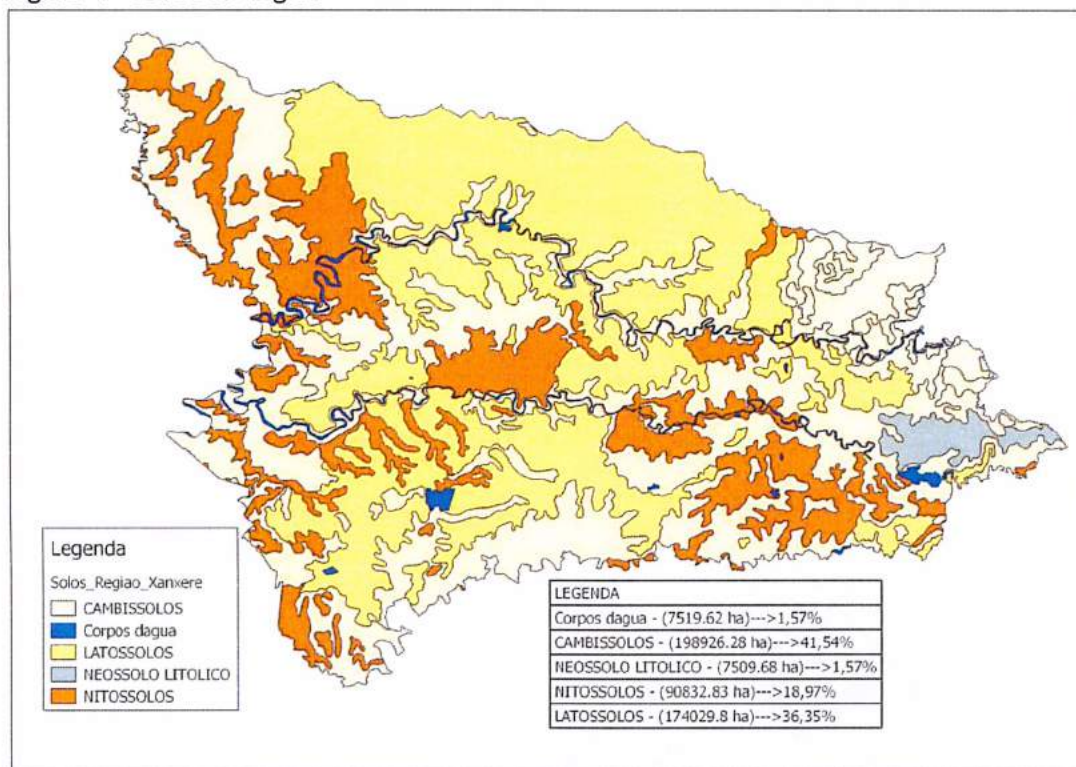 Legenda
Solos_Regiao_Xanxere
CAMBISSOLOS
Corpos dagua
LATOSSOLOS
NEOSSOLO LITOLICO
NITOSSOLOS
LEGENDA
Corpos dagua - (7519.62 ha)--->1,57%
CAMBISSOLOS - (198926.28 ha)--->41,54%
NEOSSOLO LITOLICO - (7509.68 ha)--->1,57%
NITOSSOLOS - (90832.83 ha)--->18,97%
LATOSSOLOS - (174029.8 ha)--->36,35%